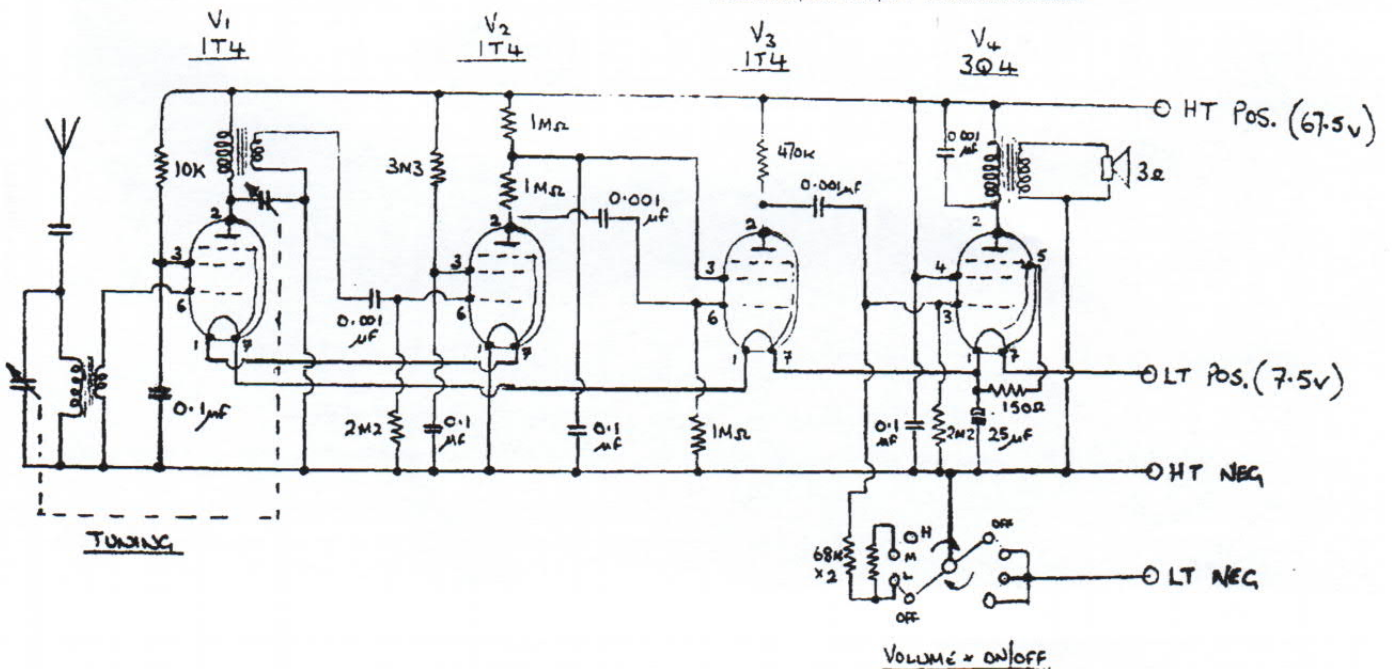 V1
1T4
V2
1T4
V3
1T4
V4
3Q4
HT POS. (67.5v)
10K
3M3
1MΩ
1MΩ
0.001
μF
470K
0.001μF
0.001
μF
3Ω
2
3
6
1
7
0.001
μF
2
3
6
1
7
2
3
6
1
7
2
5
4
3
1
7
LT POS. (7.5v)
0.1μF
2M2
0.1
μF
0.1
μF
1MΩ
0.1
μF
2M2
25μF
150Ω
HT NEG
TUNING
68K
x2
H
M
L
OFF
OFF
LT NEG
VOLUME + ON/OFF